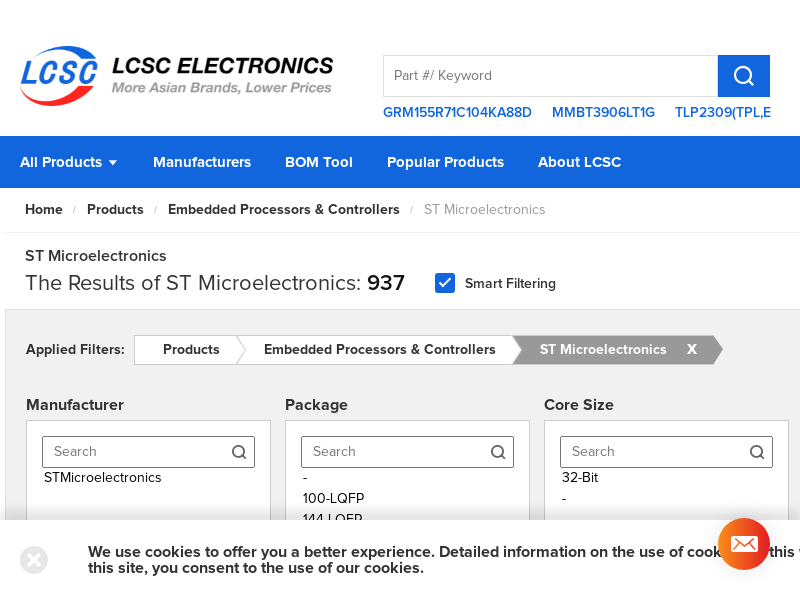 LCSC
LCSC ELECTRONICS
More Asian Brands, Lower Prices
Part #/ Keyword
GRM155R71C104KA88D MMBT3906LT1G TLP2309(TPL,E
All Products Manufacturers BOM Tool Popular Products About LCSC
Home / Products / Embedded Processors & Controllers / ST Microelectronics
ST Microelectronics
The Results of ST Microelectronics: 937 Smart Filtering
Applied Filters: Products Embedded Processors & Controllers ST Microelectronics X
Manufacturer Package Core Size
Search Search Search
STMicroelectronics - 32-Bit
100-LQFP -
144-LQFP
We use cookies to offer you a better experience. Detailed information on the use of this
this site, you consent to the use of our cookies.